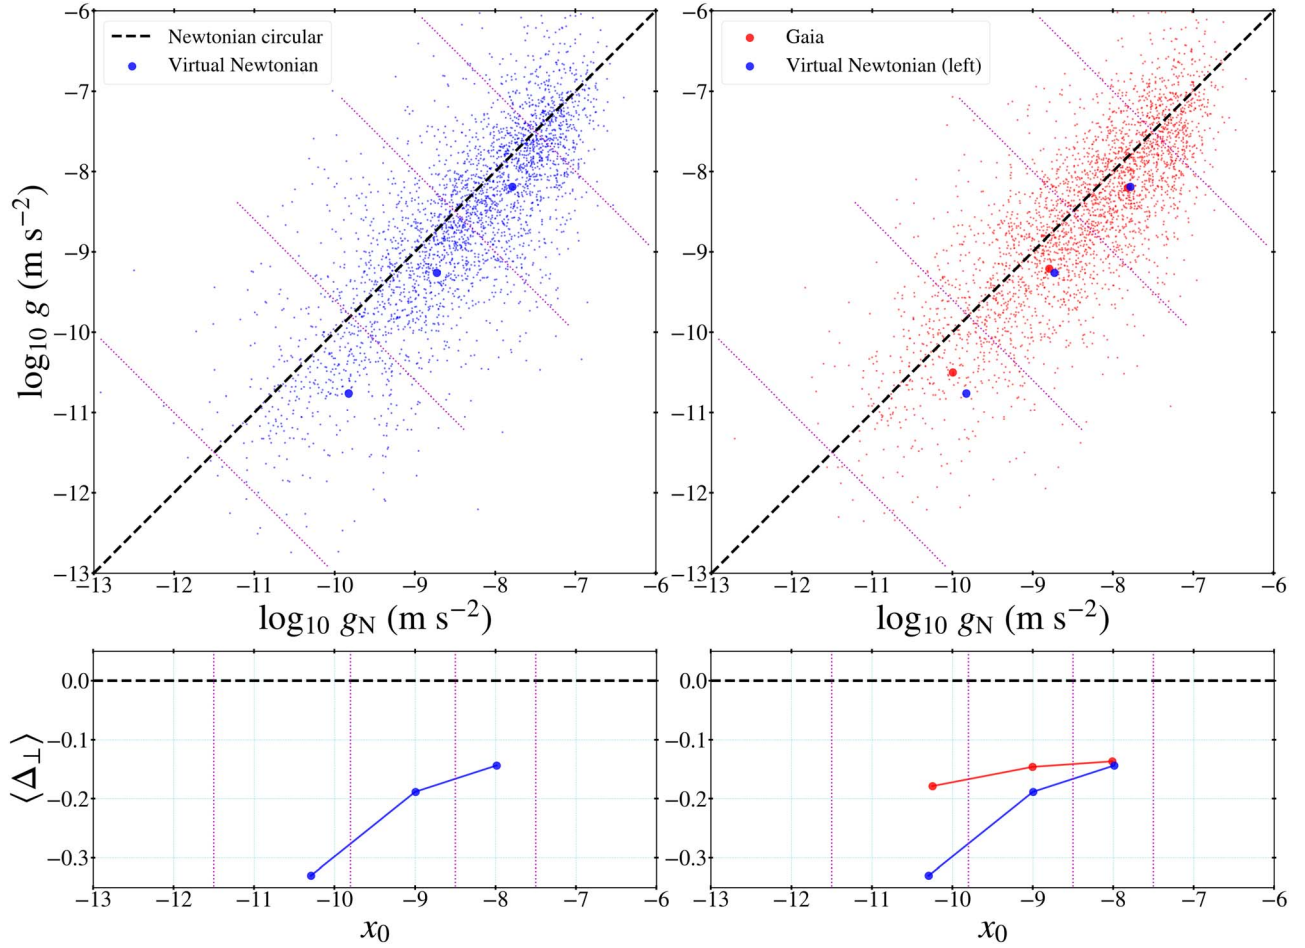 Newtonian circular
Virtual Newtonian
−6
−7
−8
−9
−10
−11
−12
−13
log₁₀ g (m s⁻²)
−13 −12 −11 −10 −9 −8 −7 −6
log₁₀ g_N (m s⁻²)
Gaia
Virtual Newtonian (left)
−6
−7
−8
−9
−10
−11
−12
−13
−13 −12 −11 −10 −9 −8 −7 −6
log₁₀ g_N (m s⁻²)
0.0
−0.1
−0.2
−0.3
⟨Δ⊥⟩
−13 −12 −11 −10 −9 −8 −7 −6
x₀
0.0
−0.1
−0.2
−0.3
−13 −12 −11 −10 −9 −8 −7 −6
x₀